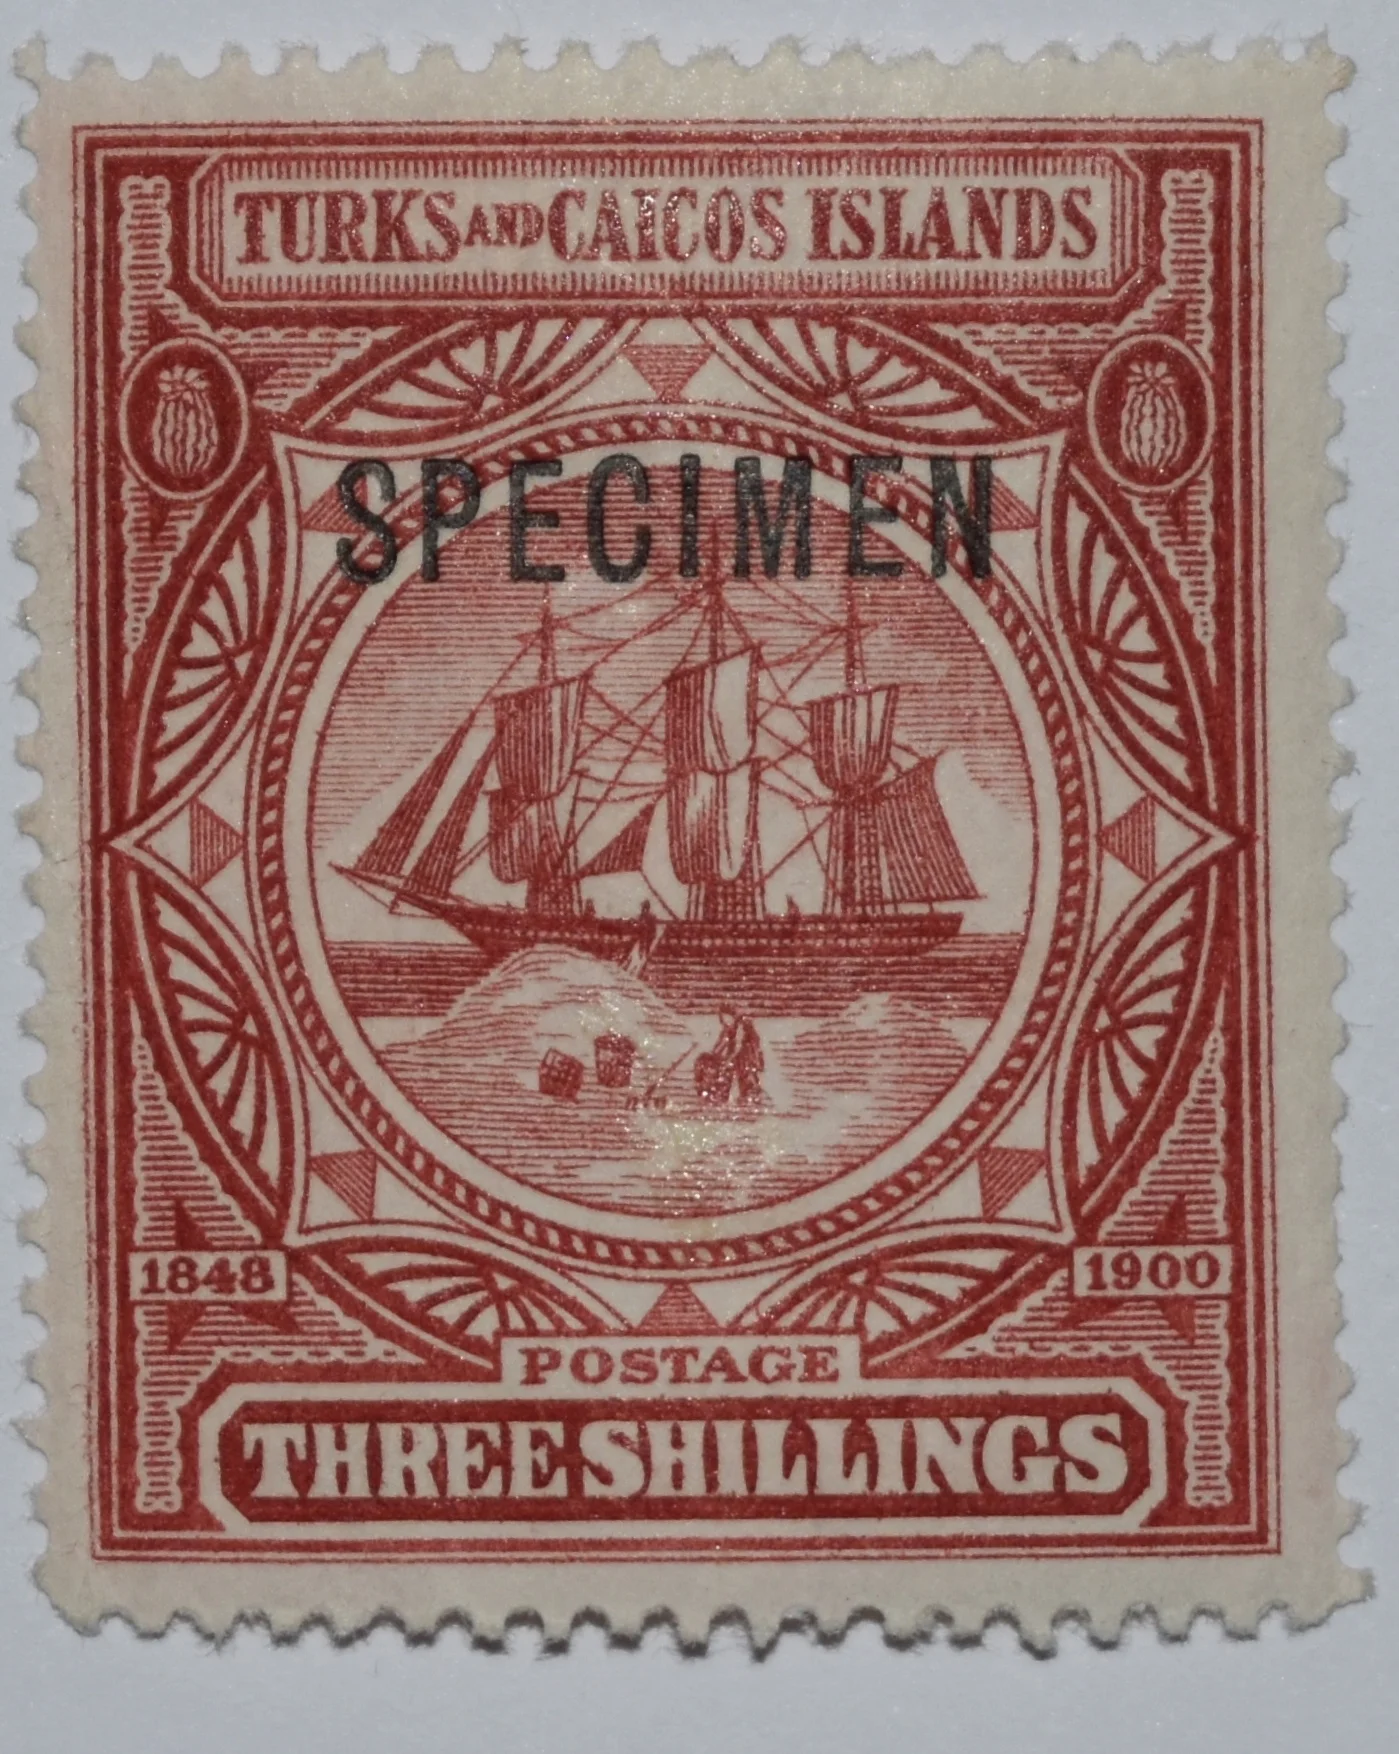 TURKS AND CAICOS ISLANDS
SPECIMEN
1848 1900
POSTAGE
THREE SHILLINGS